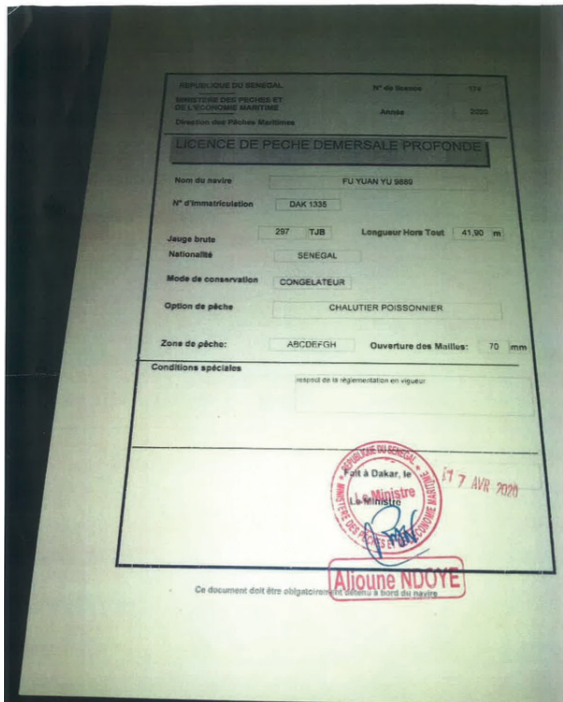 REPUBLIQUE DU SENEGAL N° de licence 174
MINISTERE DES PECHES ET
DE L'ECONOMIE MARITIME Année 2020
Direction des Pêches Maritimes
LICENCE DE PECHE DEMERSALE PROFONDE
Nom du navire FU YUAN YU 9889
N° d'immatriculation DAK 1335
Jauge brute 297 TJB Longueur Hors Tout 41,90 m
Nationalité SENEGAL
Mode de conservation CONGELATEUR
Option de pêche CHALUTIER POISSONNIER
Zone de pêche: ABCDEFGH Ouverture des Mailles: 70 mm
Conditions spéciales
respect de la réglementation en vigueur
REPUBLIQUE DU SENEGAL
Fait à Dakar, le 17 AVR 2020
Le Ministre
Le Ministre
MINISTERE DES PECHES ET DE L'ECONOMIE MARITIME
Alioune NDOYE
Ce document doit être obligatoirement détenu à bord du navire